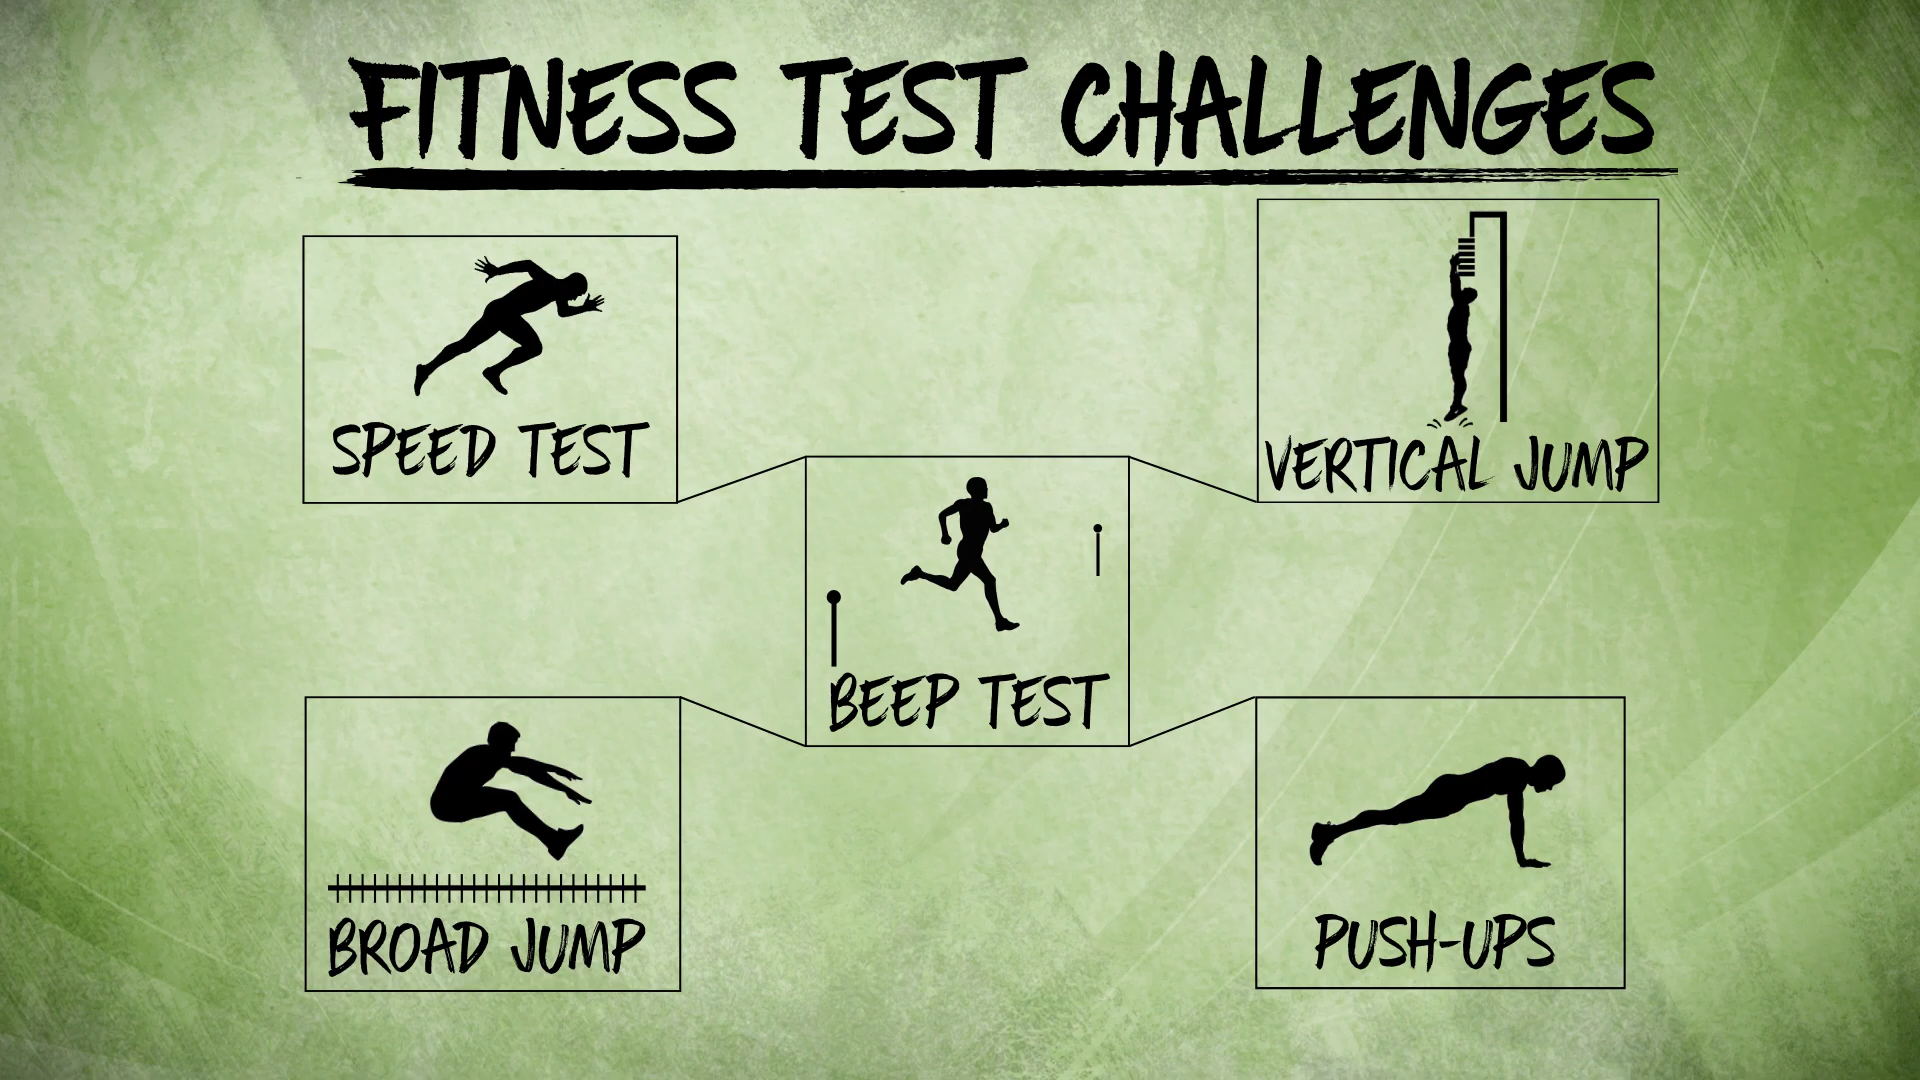 FITNESS TEST CHALLENGES
SPEED TEST
VERTICAL JUMP
BEEP TEST
BROAD JUMP
PUSH-UPS